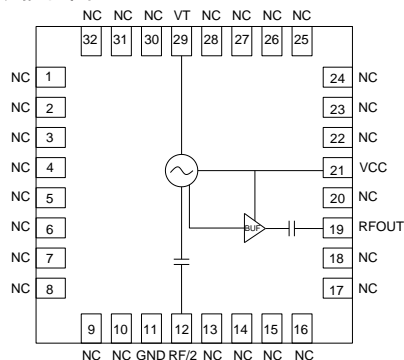 NC NC NC VT NC NC NC NC
32 31 30 29 28 27 26 25
NC 1 24 NC
NC 2 23 NC
NC 3 22 NC
NC 4 21 VCC
NC 5 20 NC
NC 6 BUF 19 RFOUT
NC 7 18 NC
NC 8 17 NC
9 10 11 12 13 14 15 16
NC NC GND RF/2 NC NC NC NC